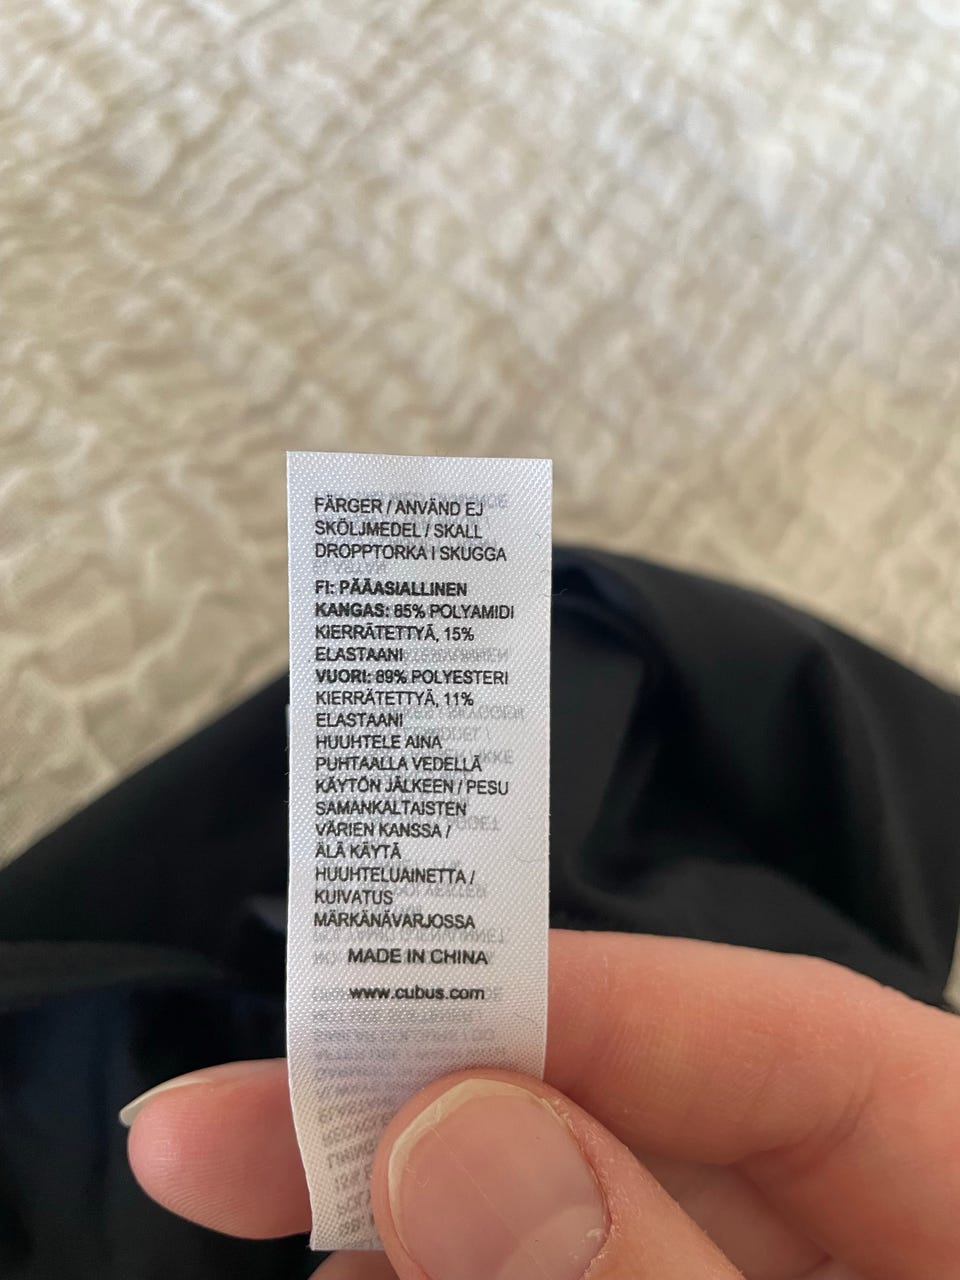 FÄRGER / ANVÄND EJ
SKÖLJMEDEL / SKALL
DROPPTORKA I SKUGGA
FI: PÄÄASIALLINEN
KANGAS: 85% POLYAMIDI
KIERRÄTETTYÄ, 15%
ELASTAANI
VUORI: 89% POLYESTERI
KIERRÄTETTYÄ, 11%
ELASTAANI
HUUHTELE AINA
PUHTAALLA VEDELLÄ
KÄYTÖN JÄLKEEN / PESU
SAMANKALTAISTEN
VÄRIEN KANSSA /
ÄLÄ KÄYTÄ
HUUHTELUAINETTA /
KUIVATUS
MÄRKÄNÄVARJOSSA
MADE IN CHINA
www.cubus.com